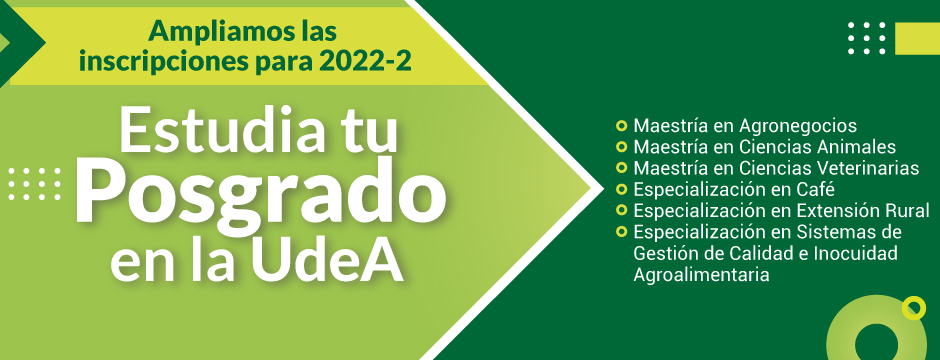 Ampliamos las
inscripciones para 2022-2
Estudia tu
Posgrado
en la UdeA
Maestría en Agronegocios
Maestría en Ciencias Animales
Maestría en Ciencias Veterinarias
Especialización en Café
Especialización en Extensión Rural
Especialización en Sistemas de
Gestión de Calidad e Inocuidad
Agroalimentaria